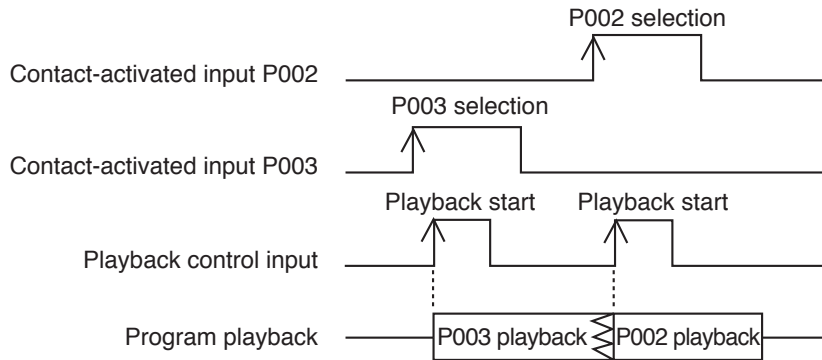 P002 selection
Contact-activated input P002
P003 selection
Contact-activated input P003
Playback start Playback start
Playback control input
Program playback P003 playback P002 playback